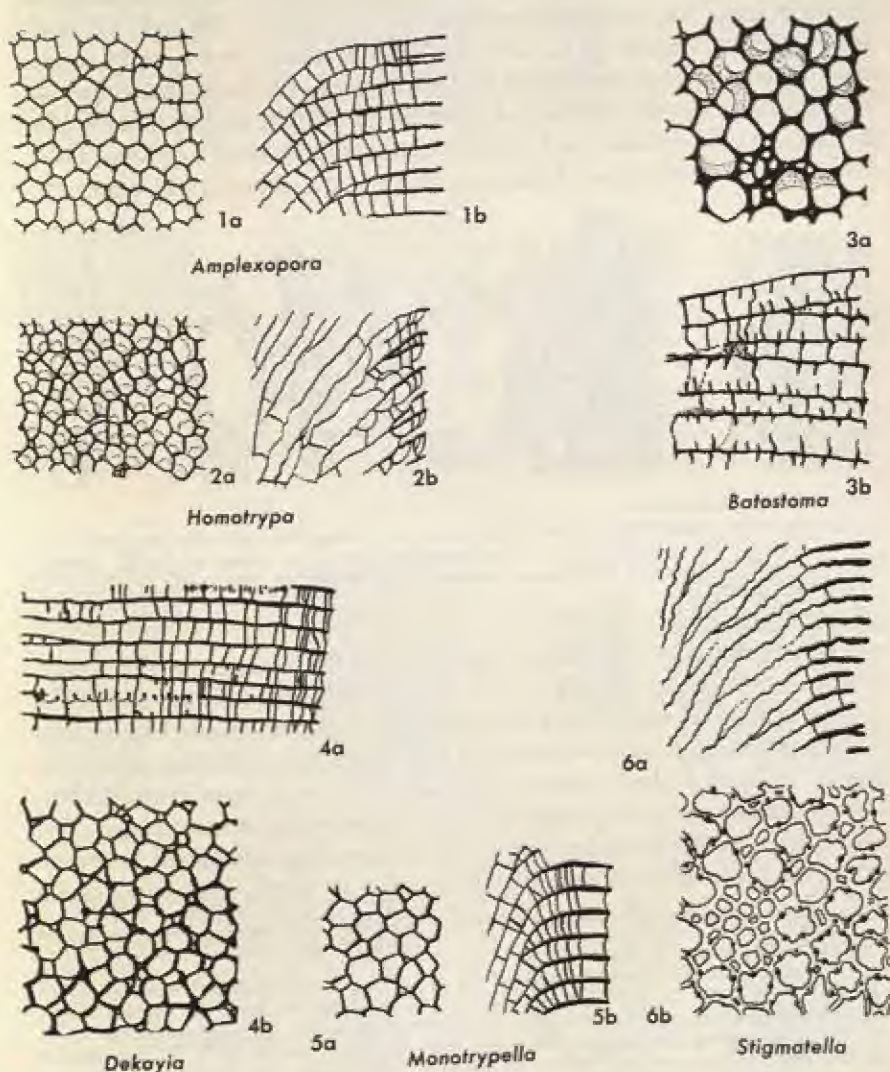 1a
1b
Amplexopora
3a
2a
2b
Homotrypa
3b
Batostoma
4a
6a
4b
Dekayia
5a
5b
Monotrypella
6b
Stigmatella